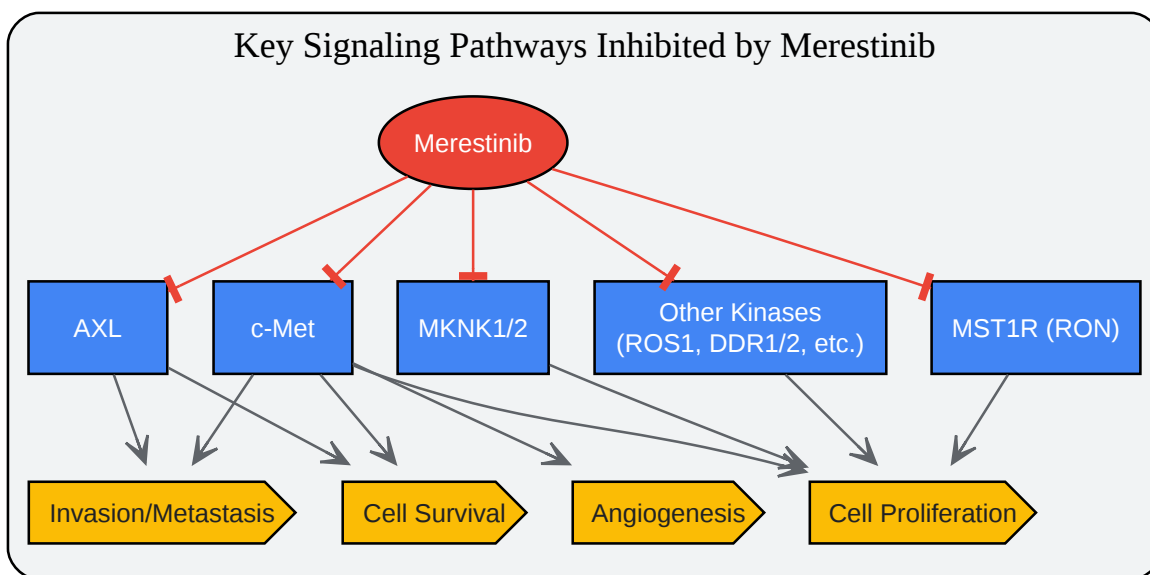 Key Signaling Pathways Inhibited by Merestinib
Merestinib
AXL
c-Met
MKNK1/2
Other Kinases
(ROS1, DDR1/2, etc.)
MST1R (RON)
Invasion/Metastasis
Cell Survival
Angiogenesis
Cell Proliferation